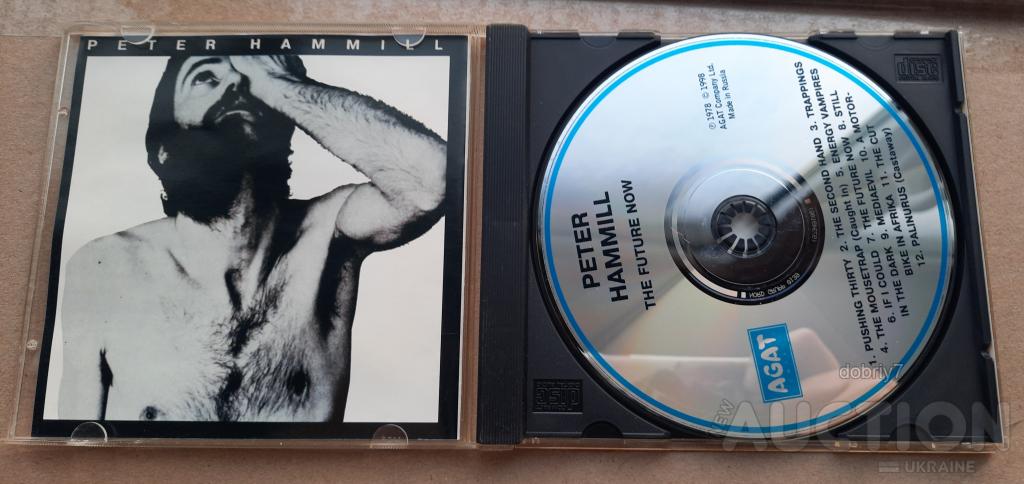 PETER HAMMILL
disc
disc
℗ 1978 © 1998
AGAT Company Ltd.
Made in Russia
PETER
HAMMILL
THE FUTURE NOW
1. PUSHING THIRTY 2. THE SECOND HAND 3. TRAPPINGS
4. THE MOUSETRAP (Caught In) 5. ENERGY VAMPIRES
6. IF I COULD 7. THE FUTURE NOW 8. STILL
IN THE DARK 9. MEDIAEVIL 10. A MOTOR-
BIKE IN AFRIKA 11. THE CUT
12. PALINURUS (Castaway)
AGAT
dobriy7
NEW
AUCTION
UKRAINE